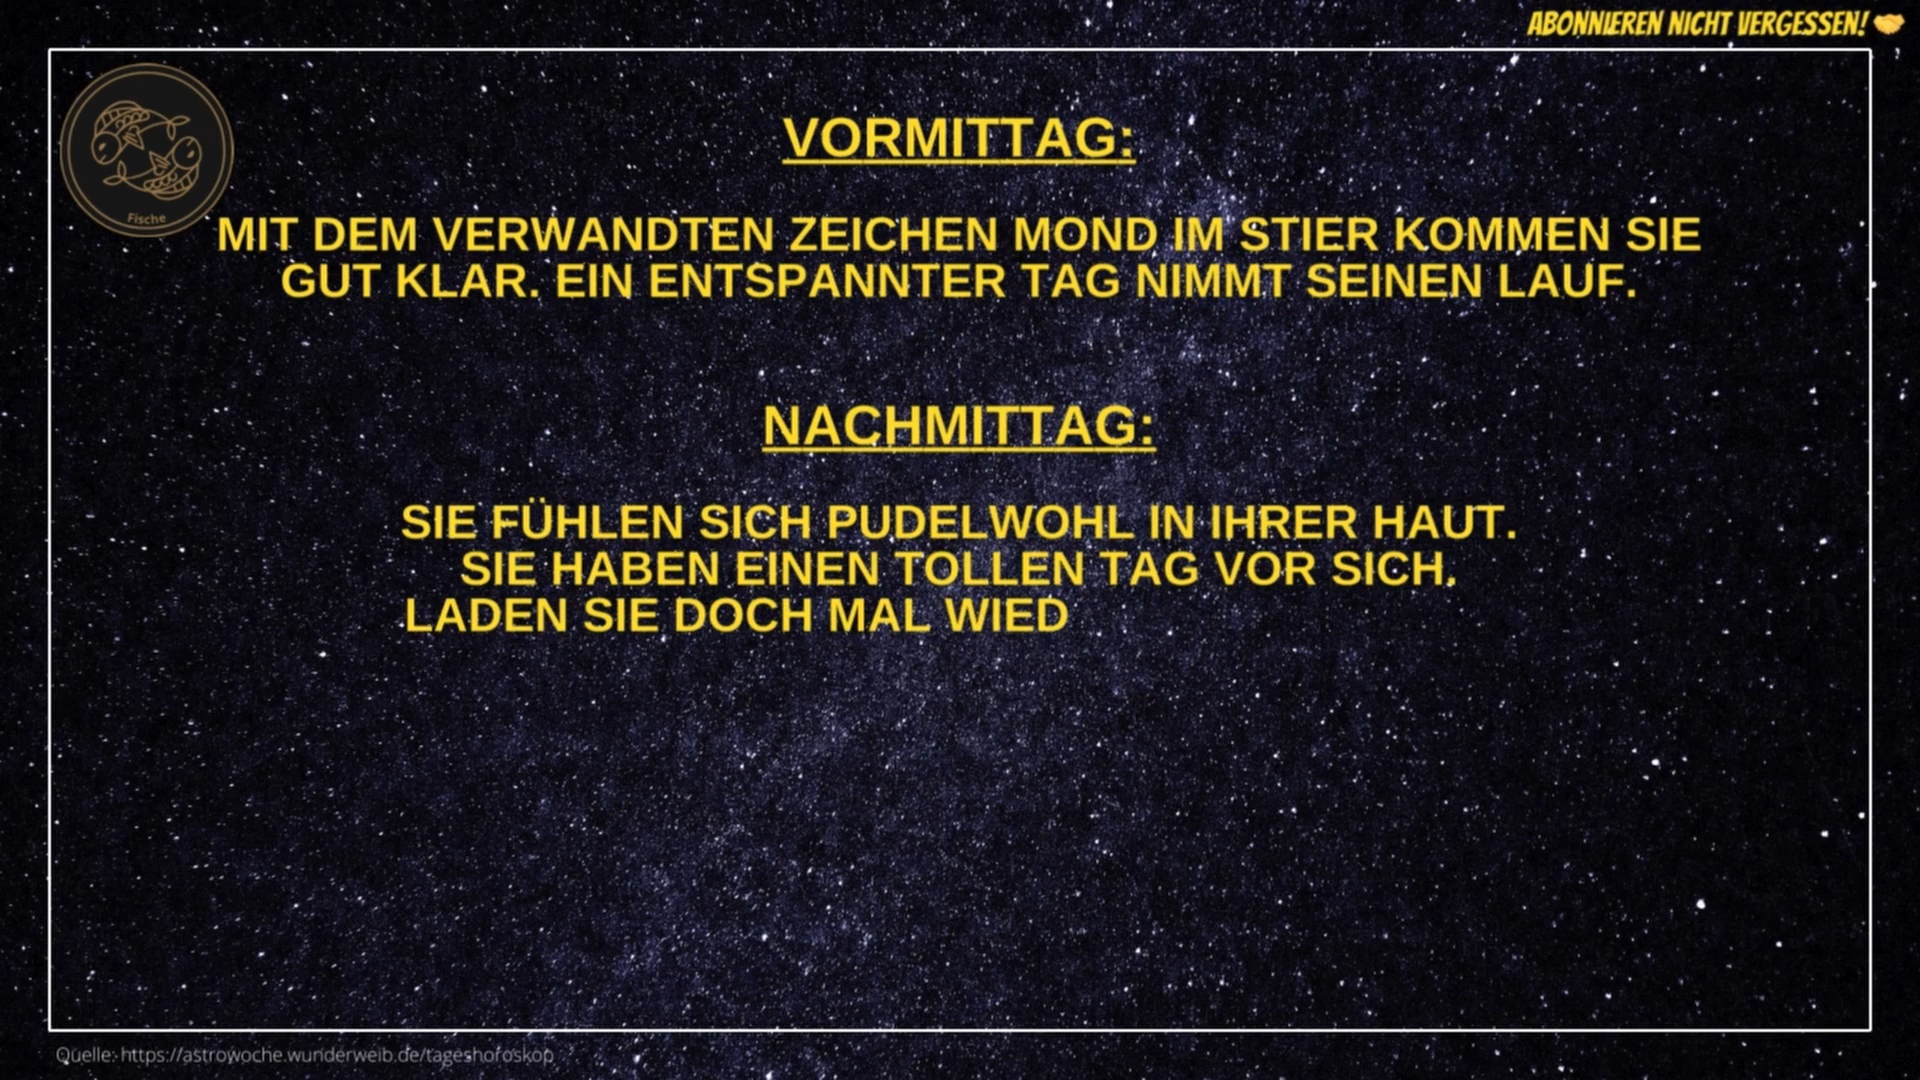 ABONNIEREN NICHT VERGESSEN!
Fische
VORMITTAG:
MIT DEM VERWANDTEN ZEICHEN MOND IM STIER KOMMEN SIE
GUT KLAR. EIN ENTSPANNTER TAG NIMMT SEINEN LAUF.
NACHMITTAG:
SIE FÜHLEN SICH PUDELWOHL IN IHRER HAUT.
SIE HABEN EINEN TOLLEN TAG VOR SICH.
LADEN SIE DOCH MAL WIED
Quelle: https://astrowoche.wunderweib.de/tageshoroskop